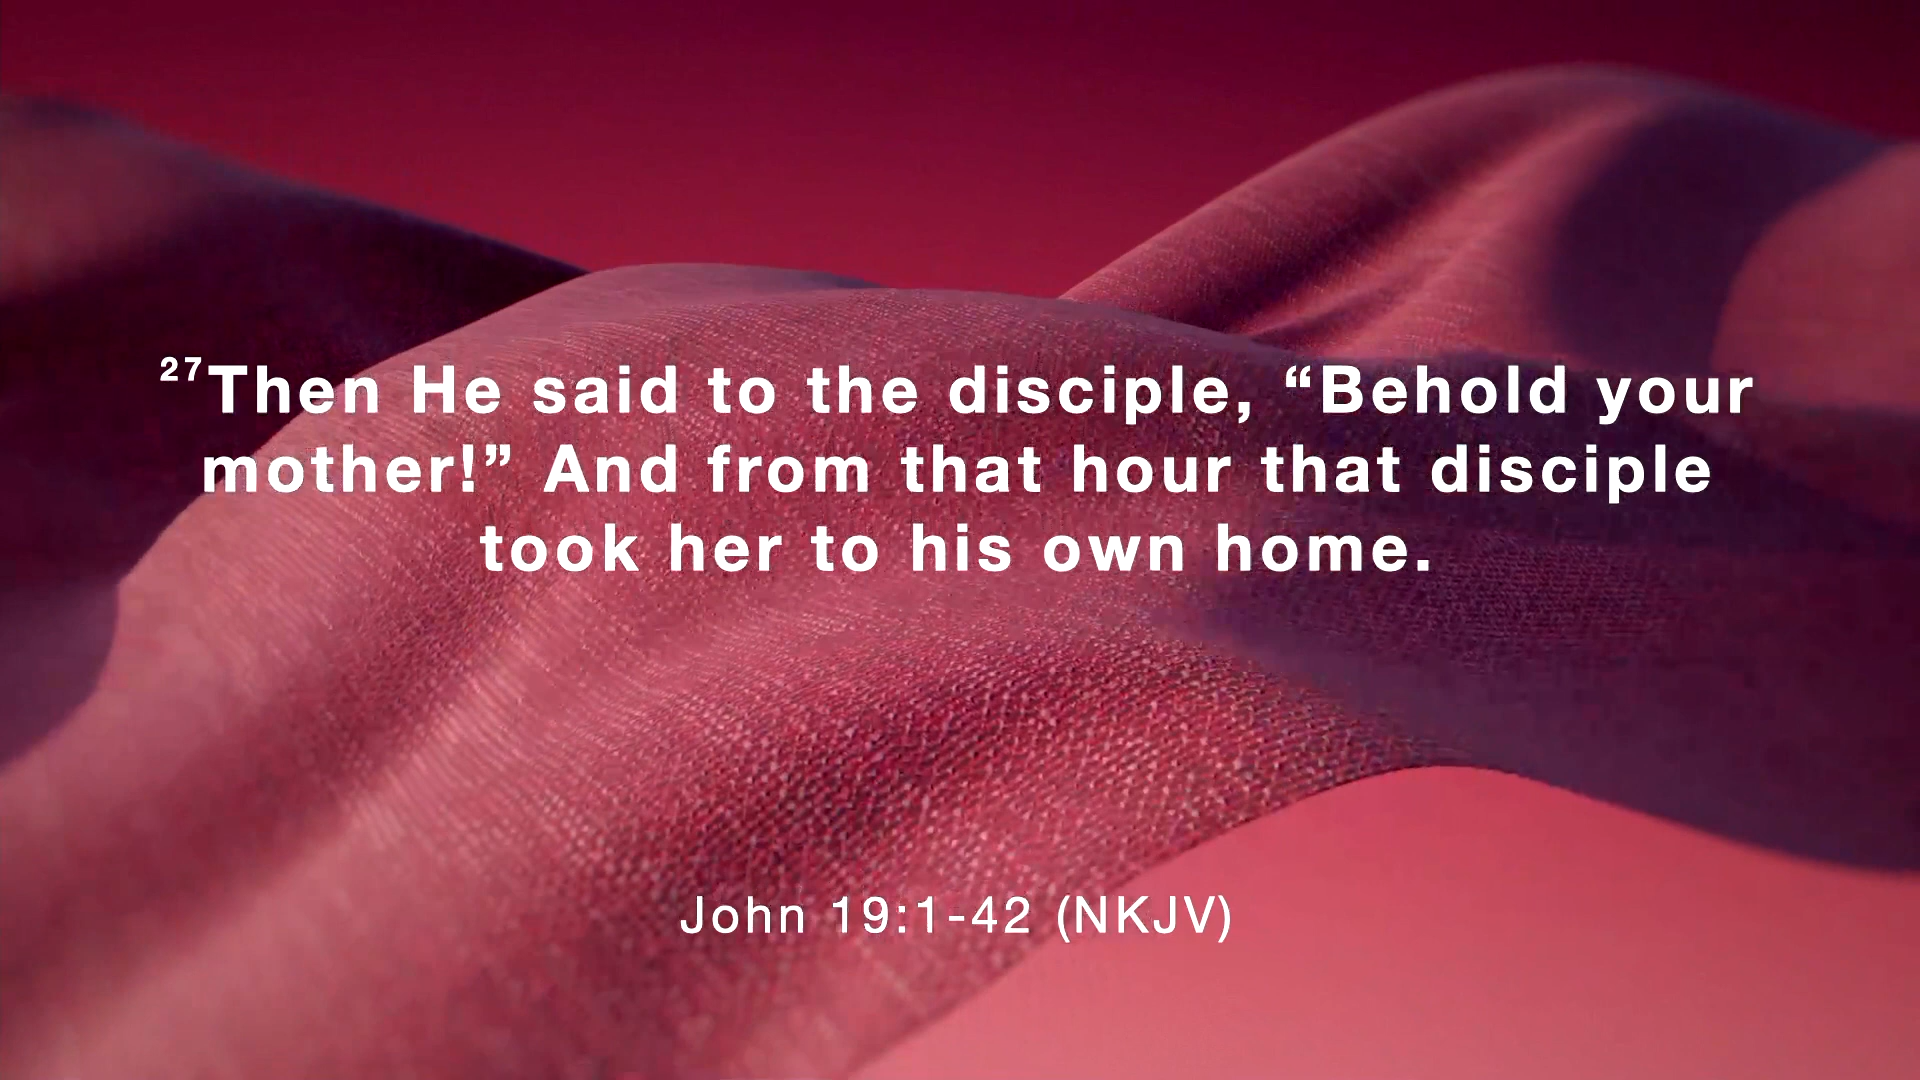 27Then He said to the disciple, “Behold your
mother!” And from that hour that disciple
took her to his own home.
John 19:1-42 (NKJV)